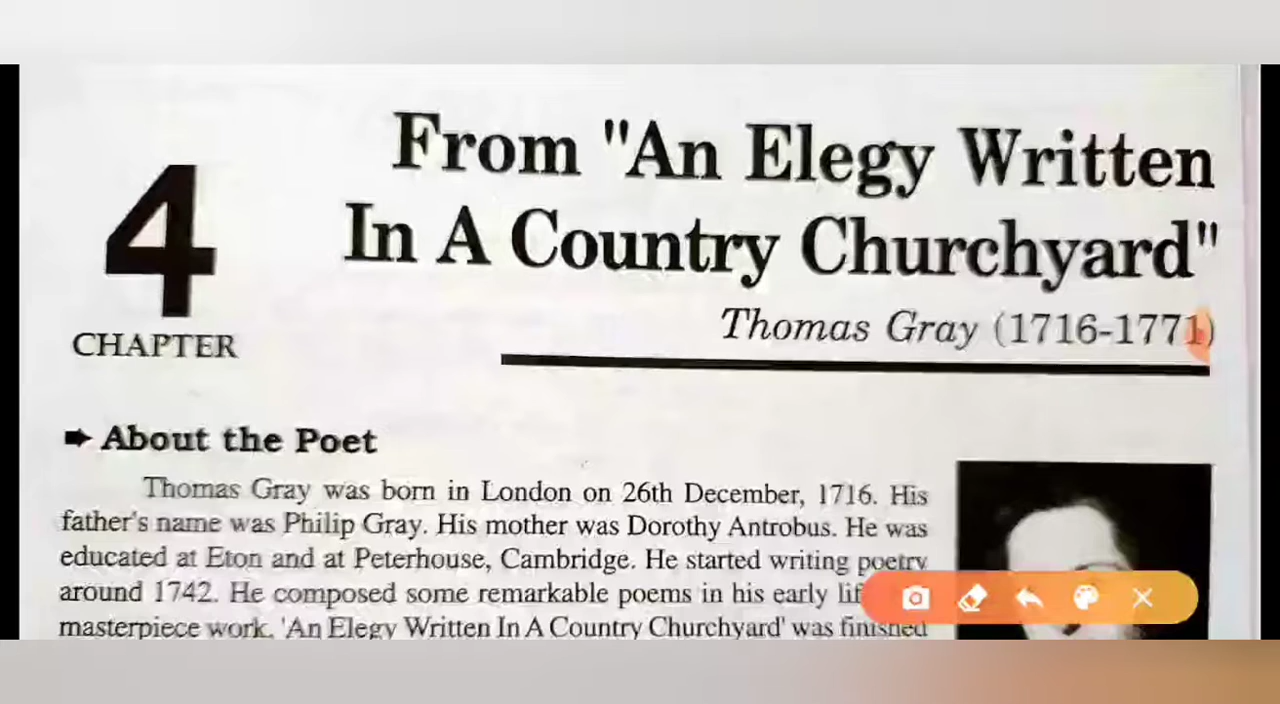 From "An Elegy Written
In A Country Churchyard"
4
CHAPTER
Thomas Gray (1716-1771)
About the Poet
Thomas Gray was born in London on 26th December, 1716. His
father's name was Philip Gray. His mother was Dorothy Antrobus. He was
educated at Eton and at Peterhouse, Cambridge. He started writing poetry
around 1742. He composed some remarkable poems in his early
masterpiece work, 'An Elegy Written In A Country Churchyard' was finished